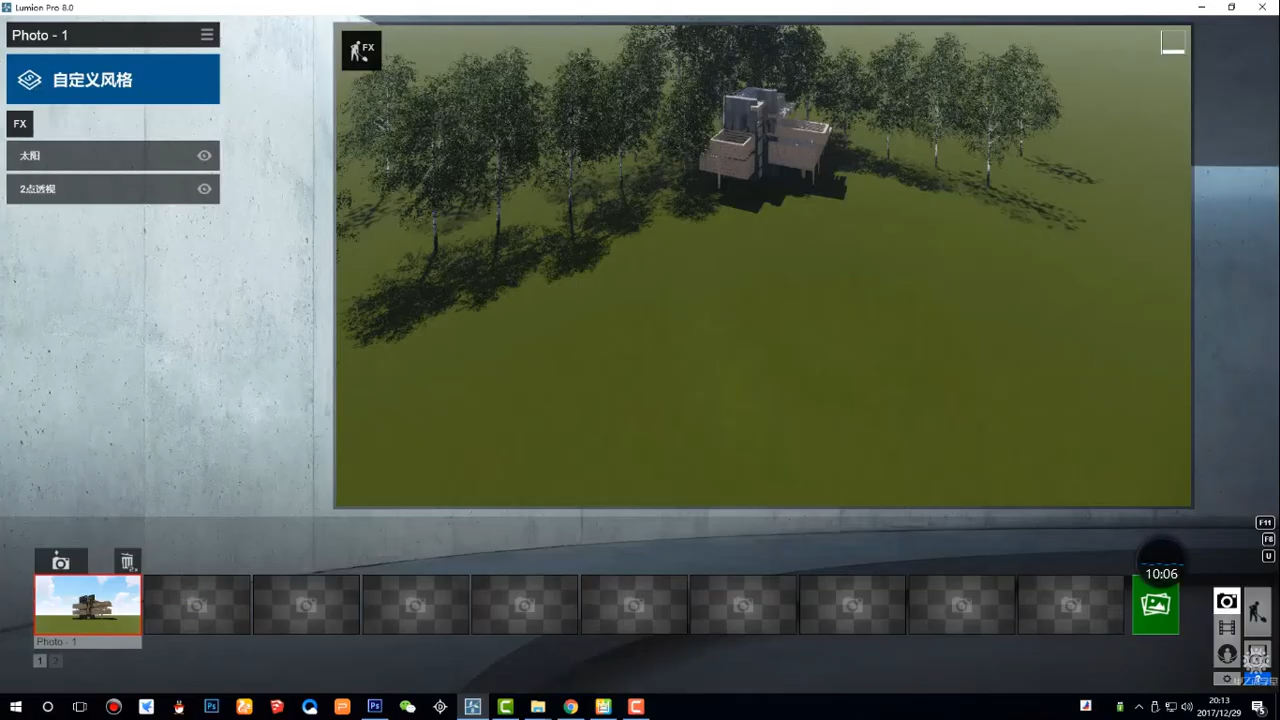 Lumion Pro 8.0
Photo - 1
FX
自定义风格
FX
太阳
2点透视
F11
F8
U
10:06
Photo - 1
1
2
20:13
2017/12/29